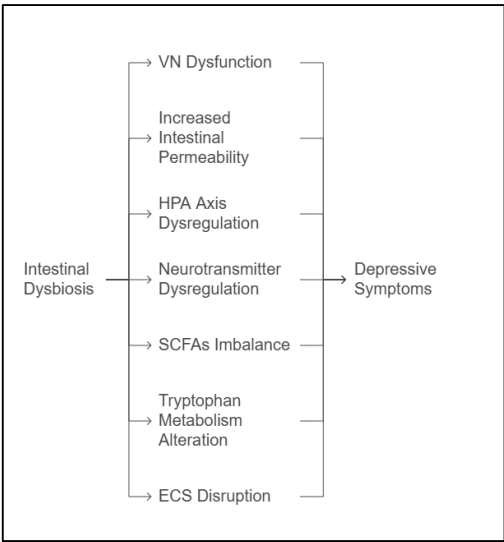 VN Dysfunction
Increased
Intestinal
Permeability
HPA Axis
Dysregulation
Intestinal
Dysbiosis
Neurotransmitter
Dysregulation
Depressive
Symptoms
SCFAs Imbalance
Tryptophan
Metabolism
Alteration
ECS Disruption